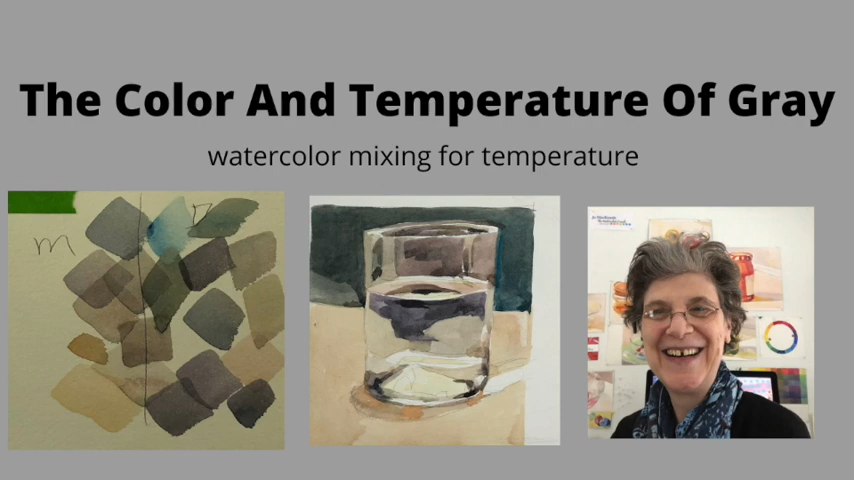 The Color And Temperature Of Gray
watercolor mixing for temperature
m